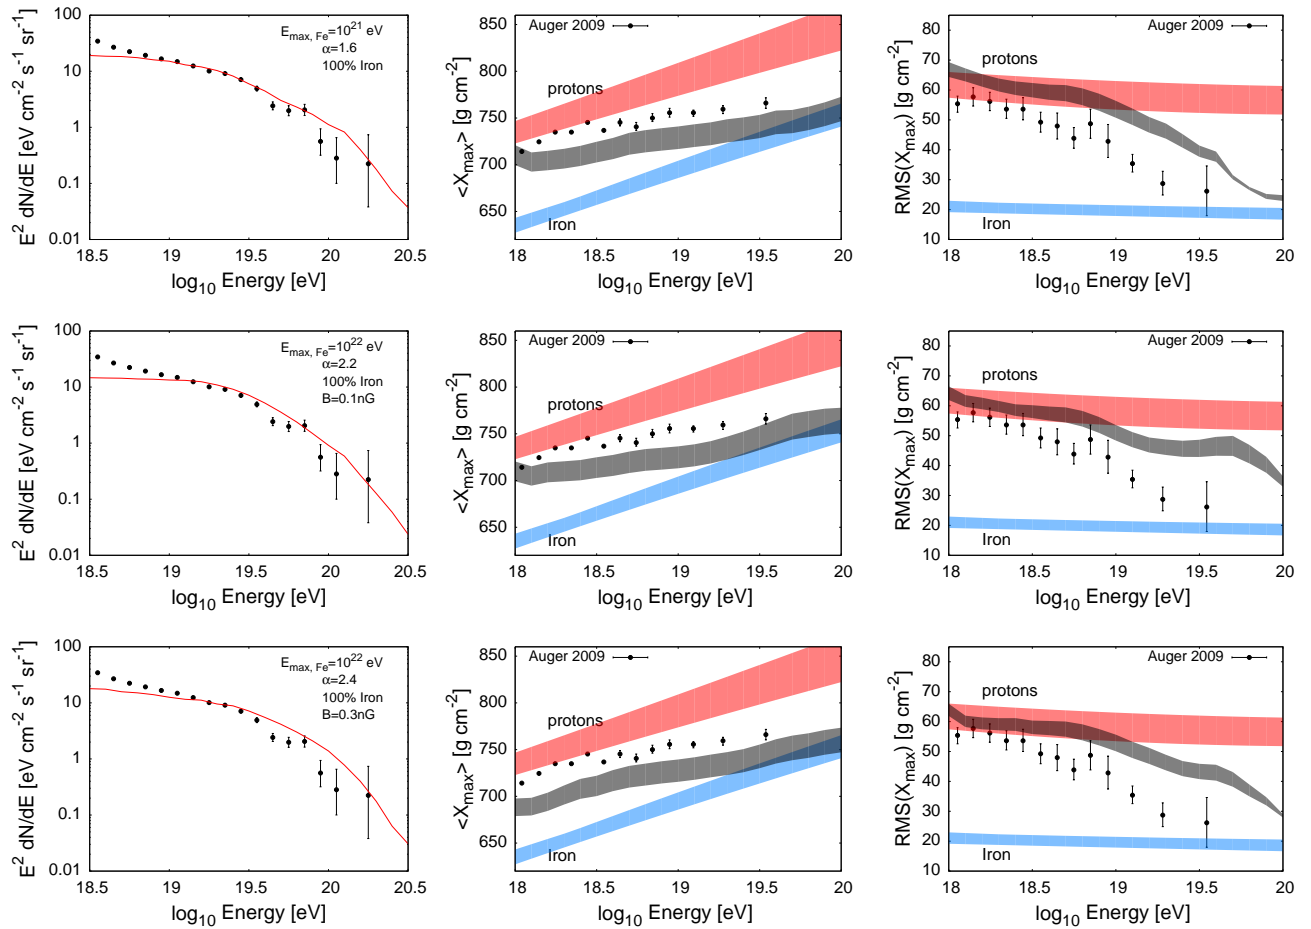 E² dN/dE [eV cm⁻² s⁻¹ sr⁻¹]
100
10
1
0.1
0.01
18.5 19 19.5 20 20.5
log₁₀ Energy [eV]
E_max, Fe=10²¹ eV
α=1.6
100% Iron
<X_max> [g cm⁻²]
850
800
750
700
650
18 18.5 19 19.5 20
log₁₀ Energy [eV]
Auger 2009
protons
Iron
RMS(X_max) [g cm⁻²]
80
70
60
50
40
30
20
10
18 18.5 19 19.5 20
log₁₀ Energy [eV]
Auger 2009
protons
Iron
E² dN/dE [eV cm⁻² s⁻¹ sr⁻¹]
100
10
1
0.1
0.01
18.5 19 19.5 20 20.5
log₁₀ Energy [eV]
E_max, Fe=10²² eV
α=2.2
100% Iron
B=0.1nG
<X_max> [g cm⁻²]
850
800
750
700
650
18 18.5 19 19.5 20
log₁₀ Energy [eV]
Auger 2009
protons
Iron
RMS(X_max) [g cm⁻²]
80
70
60
50
40
30
20
10
18 18.5 19 19.5 20
log₁₀ Energy [eV]
Auger 2009
protons
Iron
E² dN/dE [eV cm⁻² s⁻¹ sr⁻¹]
100
10
1
0.1
0.01
18.5 19 19.5 20 20.5
log₁₀ Energy [eV]
E_max, Fe=10²² eV
α=2.4
100% Iron
B=0.3nG
<X_max> [g cm⁻²]
850
800
750
700
650
18 18.5 19 19.5 20
log₁₀ Energy [eV]
Auger 2009
protons
Iron
RMS(X_max) [g cm⁻²]
80
70
60
50
40
30
20
10
18 18.5 19 19.5 20
log₁₀ Energy [eV]
Auger 2009
protons
Iron